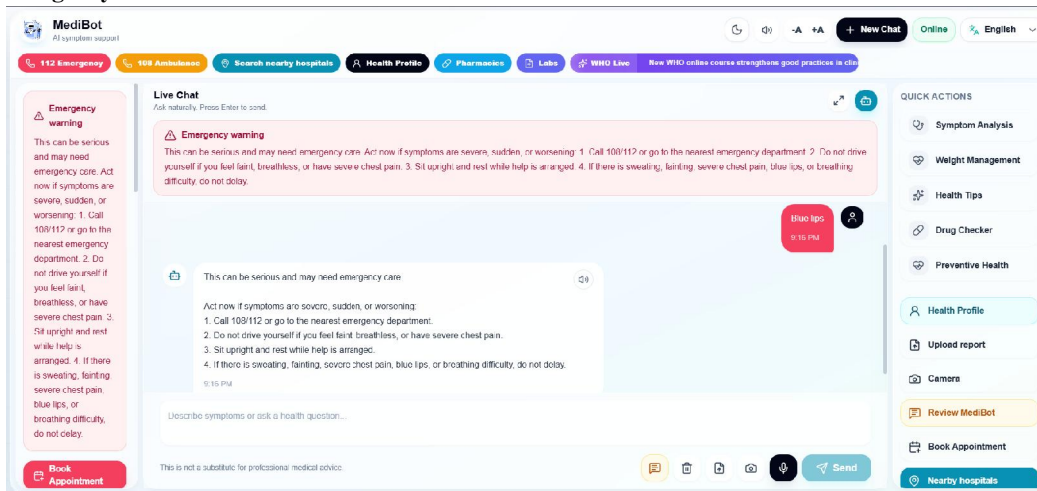 MediBot
AI symptom support
-A +A
+ New Chat
Online
English
112 Emergency
108 Ambulance
Search nearby hospitals
Health Profile
Pharmacies
Labs
WHO Live
New WHO online course strengthens good practices in clin
Emergency
warning
This can be serious
and may need
emergency care. Act
now if symptoms are
severe, sudden, or
worsening: 1. Call
108/112 or go to the
nearest emergency
department. 2. Do
not drive yourself if
you feel faint,
breathless, or have
severe chest pain. 3.
Sit upright and rest
while help is
arranged. 4. If there
is sweating, fainting,
severe chest pain,
blue lips, or
breathing difficulty,
do not delay.
Book
Appointment
Live Chat
Ask naturally. Press Enter to send.
Emergency warning
This can be serious and may need emergency care. Act now if symptoms are severe, sudden, or worsening: 1. Call 108/112 or go to the nearest emergency department. 2. Do not drive
yourself if you feel faint, breathless, or have severe chest pain. 3. Sit upright and rest while help is arranged. 4. If there is sweating, fainting, severe chest pain, blue lips, or breathing
difficulty, do not delay.
Blue lips
9:15 PM
This can be serious and may need emergency care.
Act now if symptoms are severe, sudden, or worsening:
1. Call 108/112 or go to the nearest emergency department.
2. Do not drive yourself if you feel faint, breathless, or have severe chest pain.
3. Sit upright and rest while help is arranged.
4. If there is sweating, fainting, severe chest pain, blue lips, or breathing difficulty, do not delay.
9:15 PM
Describe symptoms or ask a health question...
This is not a substitute for professional medical advice.
Send
QUICK ACTIONS
Symptom Analysis
Weight Management
Health Tips
Drug Checker
Preventive Health
Health Profile
Upload report
Camera
Review MediBot
Book Appointment
Nearby hospitals